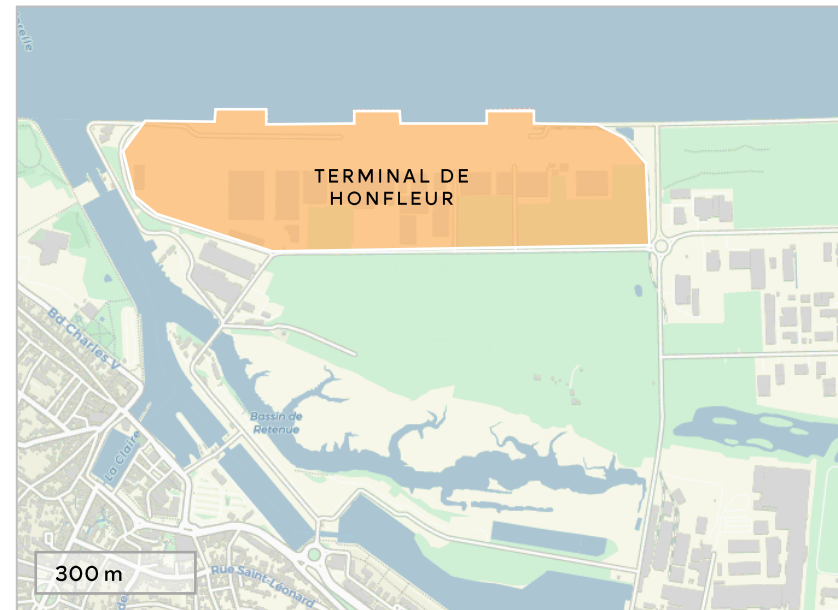 TERMINAL DE
HONFLEUR
Bd Charles V
Bassin de
Retenue
La Claire
300 m
Rue Saint-Léonard